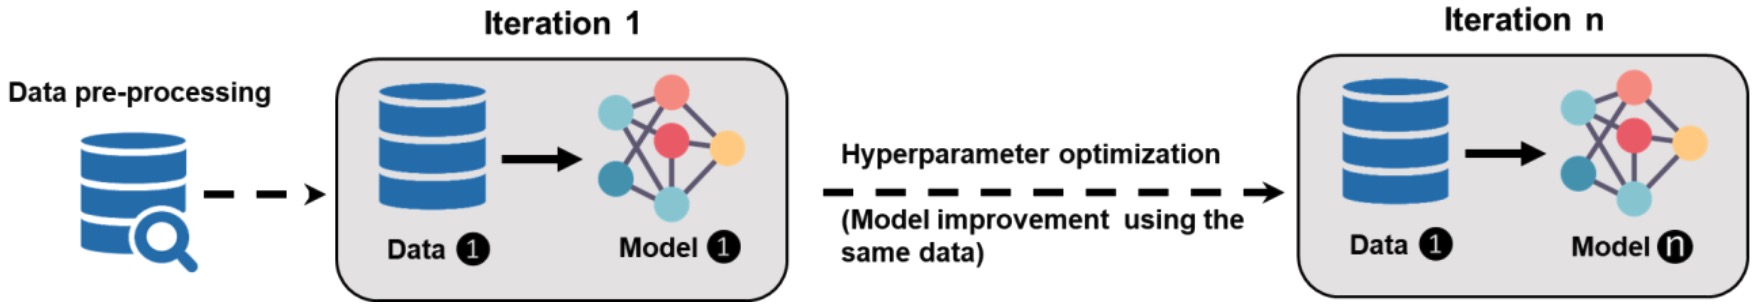 Iteration 1
Iteration n
Data pre-processing
Hyperparameter optimization
(Model improvement using the
same data)
Data 1
Model 1
Data 1
Model n